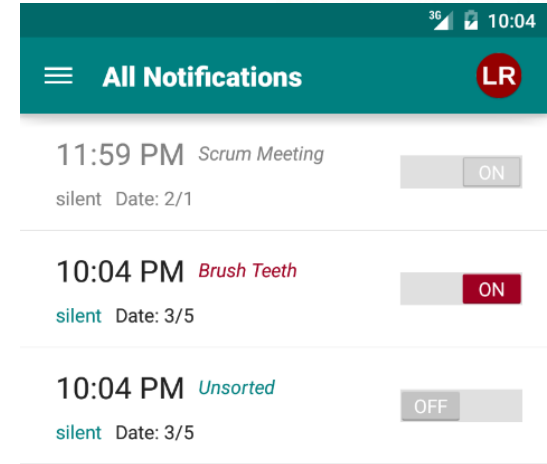 3G 10:04
All Notifications LR
11:59 PM Scrum Meeting ON
silent Date: 2/1
10:04 PM Brush Teeth ON
silent Date: 3/5
10:04 PM Unsorted OFF
silent Date: 3/5